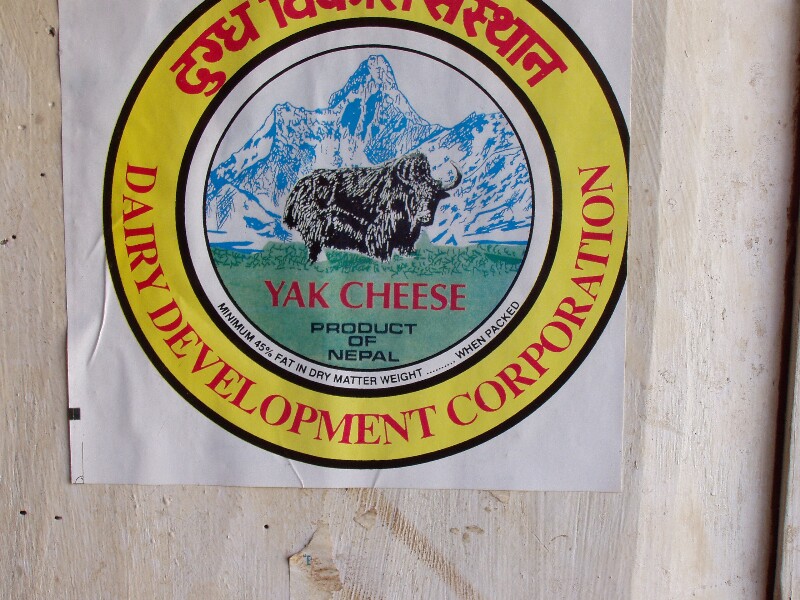 दुग्ध विकास संस्थान
YAK CHEESE
PRODUCT
OF
NEPAL
MINIMUM 45% FAT IN DRY MATTER WEIGHT .......... WHEN PACKED
DAIRY DEVELOPMENT CORPORATION